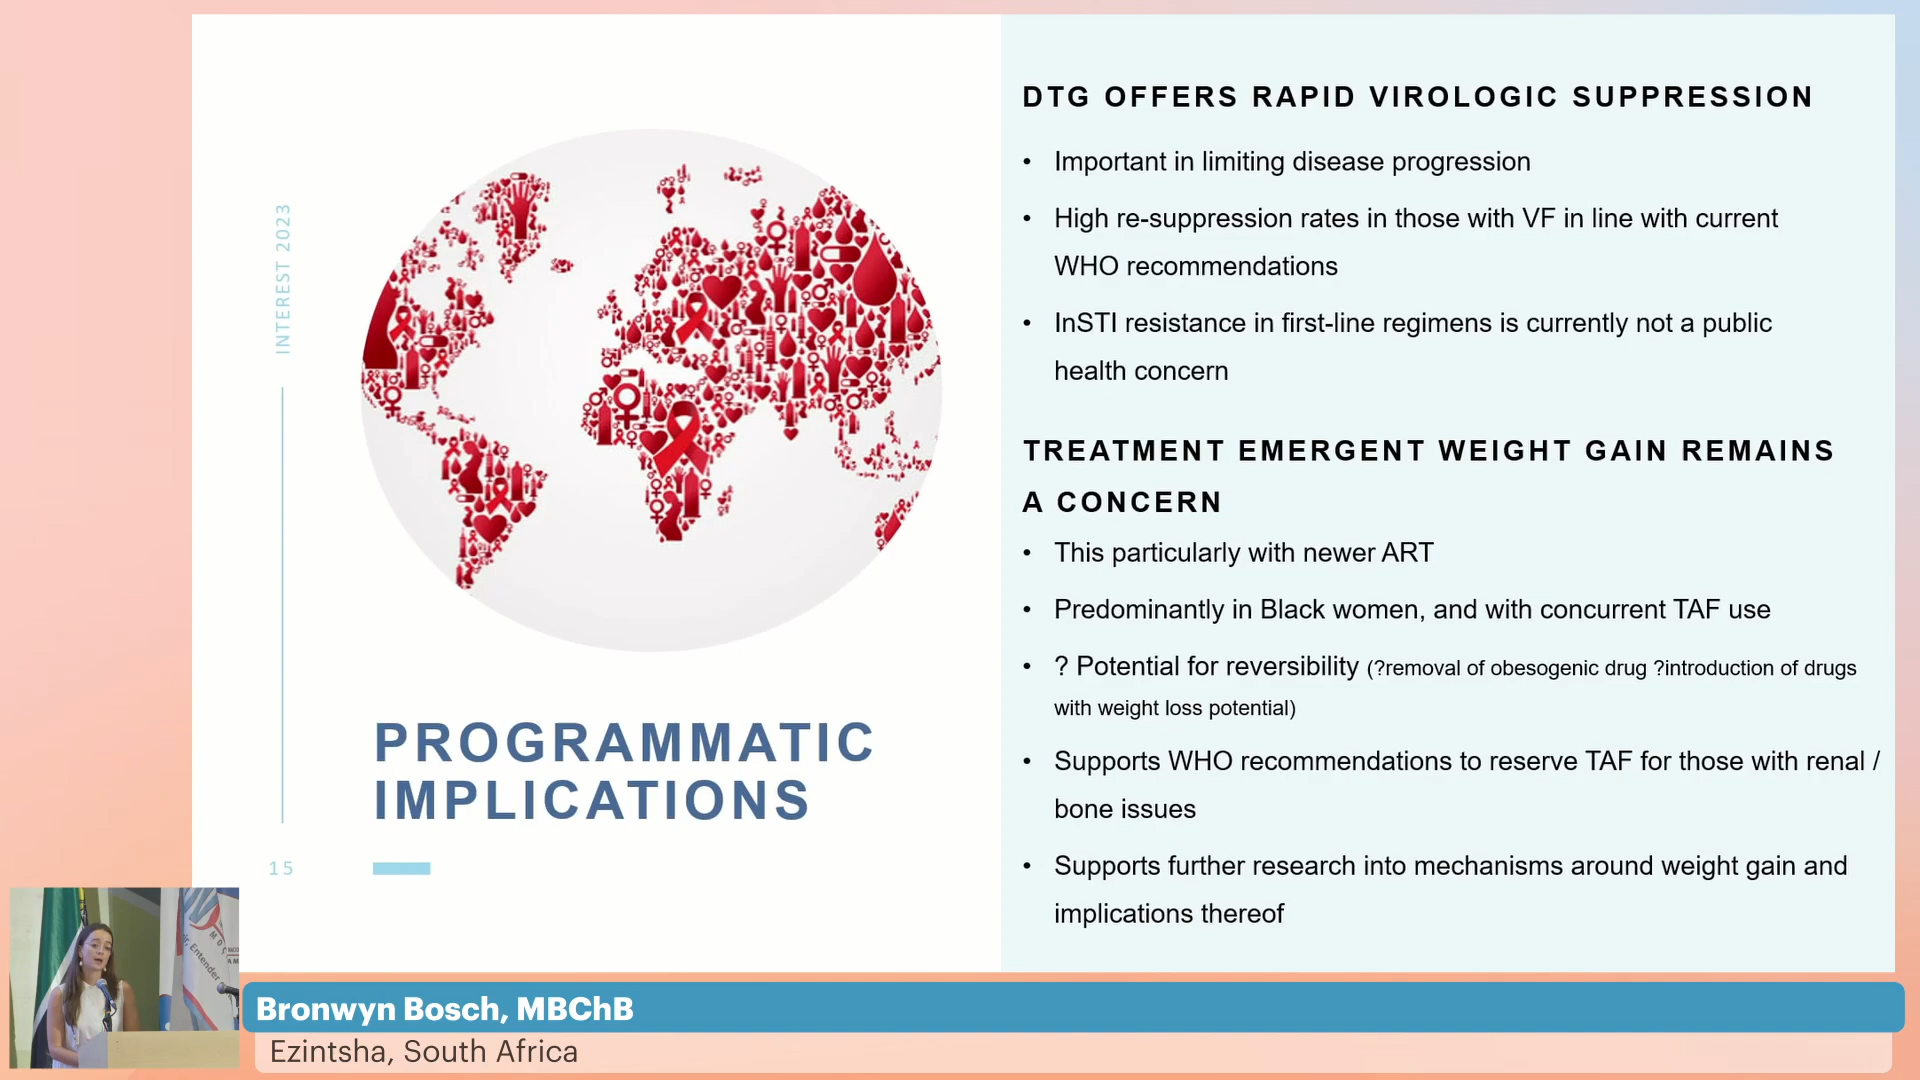 INTEREST 2023
15
PROGRAMMATIC
IMPLICATIONS
DTG OFFERS RAPID VIROLOGIC SUPPRESSION
• Important in limiting disease progression
• High re-suppression rates in those with VF in line with current
WHO recommendations
• InSTI resistance in first-line regimens is currently not a public
health concern
TREATMENT EMERGENT WEIGHT GAIN REMAINS
A CONCERN
• This particularly with newer ART
• Predominantly in Black women, and with concurrent TAF use
• ? Potential for reversibility (?removal of obesogenic drug ?introduction of drugs
with weight loss potential)
• Supports WHO recommendations to reserve TAF for those with renal /
bone issues
• Supports further research into mechanisms around weight gain and
implications thereof
Entender
Bronwyn Bosch, MBChB
Ezintsha, South Africa